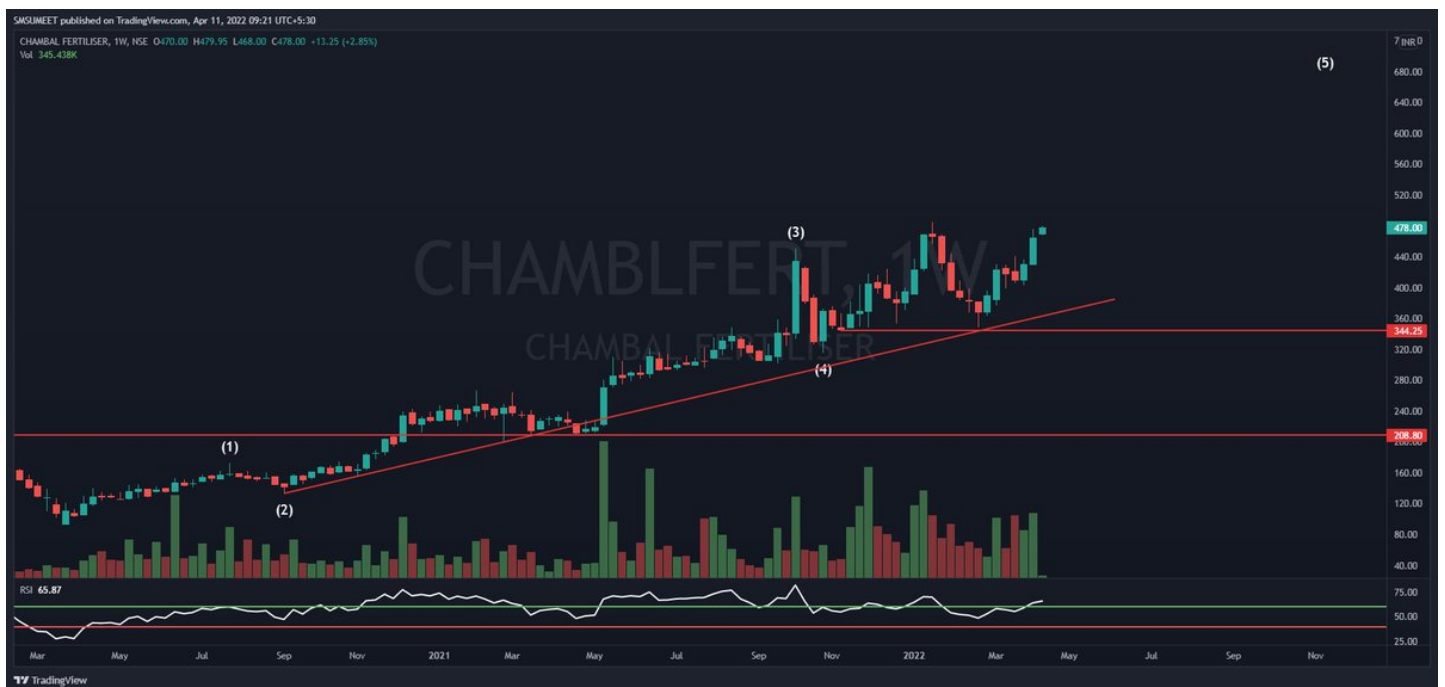 SMSUMEET published on TradingView.com, Apr 11, 2022 09:21 UTC+5:30
CHAMBAL FERTILISER, 1W, NSE O470.00 H479.95 L468.00 C478.00 +13.25 (+2.85%)
Vol 345.438K
INR
(5)
680.00
640.00
600.00
560.00
520.00
478.00
(3)
CHAMBLFERT, 1W
440.00
400.00
360.00
344.25
CHAMBAL FERTILISER
320.00
(4)
280.00
240.00
208.80
(1)
160.00
(2)
120.00
80.00
40.00
RSI 65.87
75.00
50.00
25.00
Mar May Jul Sep Nov 2021 Mar May Jul Sep Nov 2022 Mar May Jul Sep Nov
TradingView